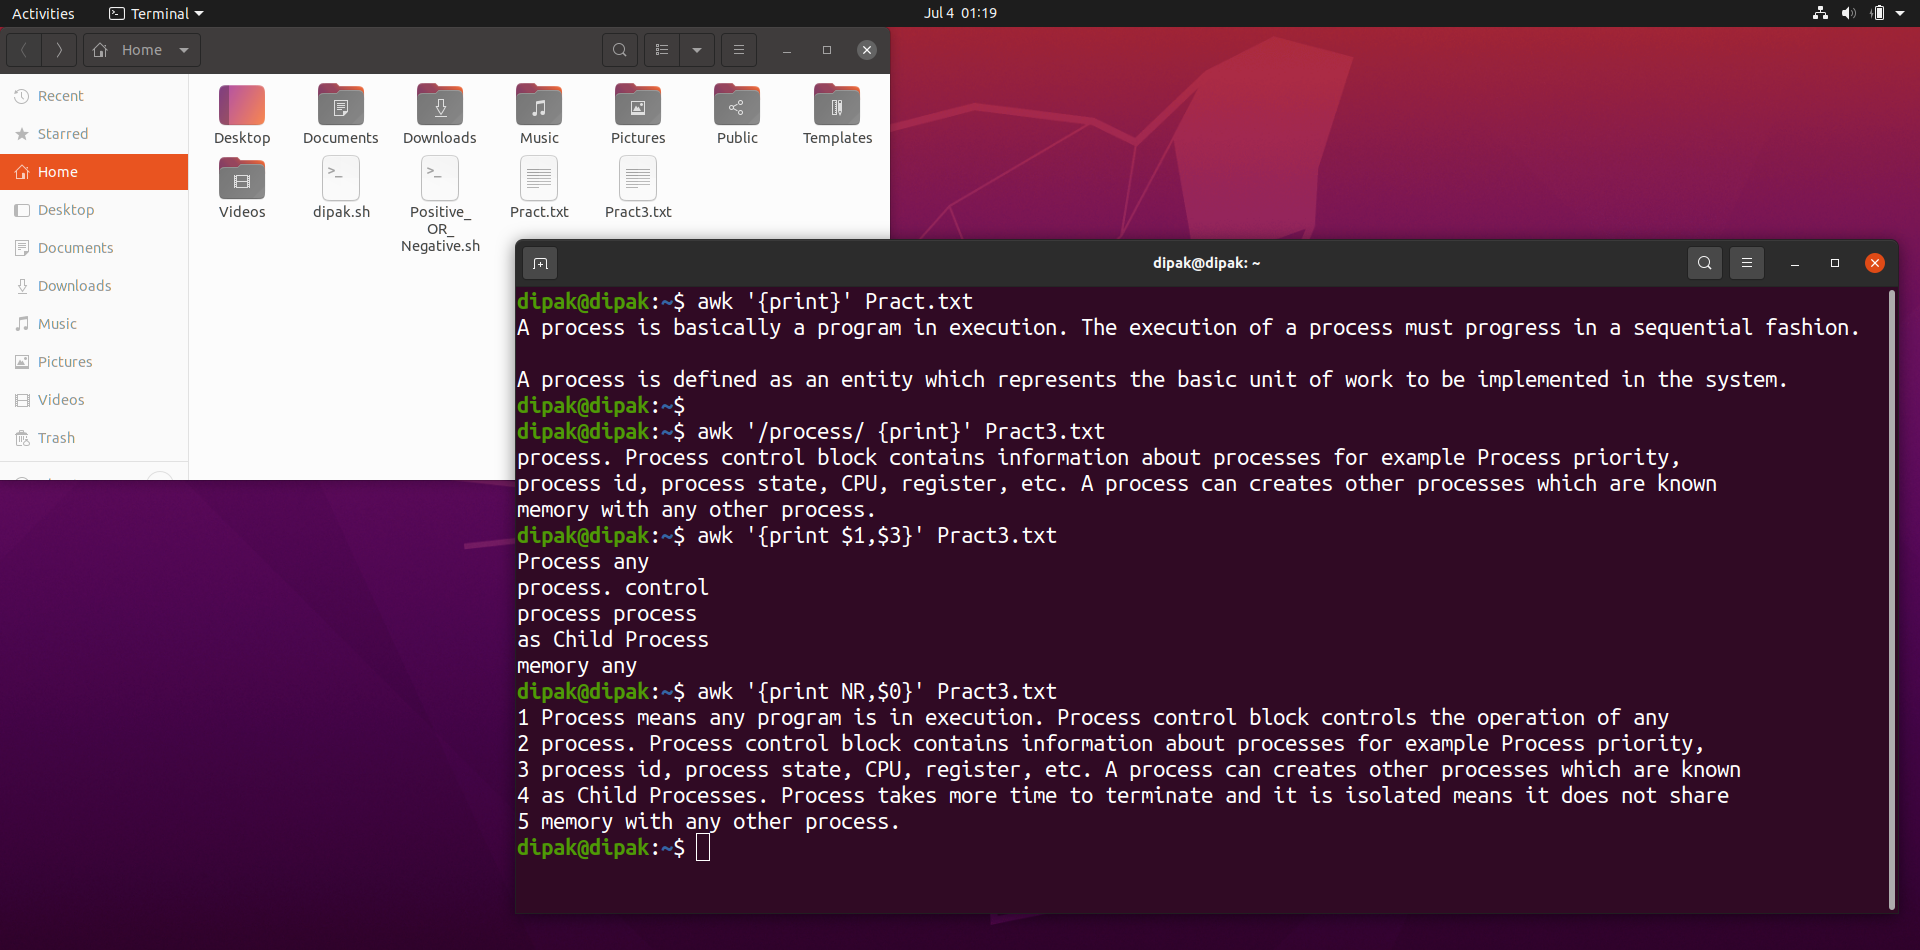 Activities
Terminal
Jul 4 01:19
Home
Recent
Starred
Home
Desktop
Documents
Downloads
Music
Pictures
Videos
Trash
Desktop
Documents
Downloads
Music
Pictures
Public
Templates
Videos
dipak.sh
Positive_
OR_
Negative.sh
Pract.txt
Pract3.txt
dipak@dipak: ~
dipak@dipak:~$ awk '{print}' Pract.txt
A process is basically a program in execution. The execution of a process must progress in a sequential fashion.
A process is defined as an entity which represents the basic unit of work to be implemented in the system.
dipak@dipak:~$
dipak@dipak:~$ awk '/process/ {print}' Pract3.txt
process. Process control block contains information about processes for example Process priority,
process id, process state, CPU, register, etc. A process can creates other processes which are known
memory with any other process.
dipak@dipak:~$ awk '{print $1,$3}' Pract3.txt
Process any
process. control
process process
as Child Process
memory any
dipak@dipak:~$ awk '{print NR,$0}' Pract3.txt
1 Process means any program is in execution. Process control block controls the operation of any
2 process. Process control block contains information about processes for example Process priority,
3 process id, process state, CPU, register, etc. A process can creates other processes which are known
4 as Child Processes. Process takes more time to terminate and it is isolated means it does not share
5 memory with any other process.
dipak@dipak:~$